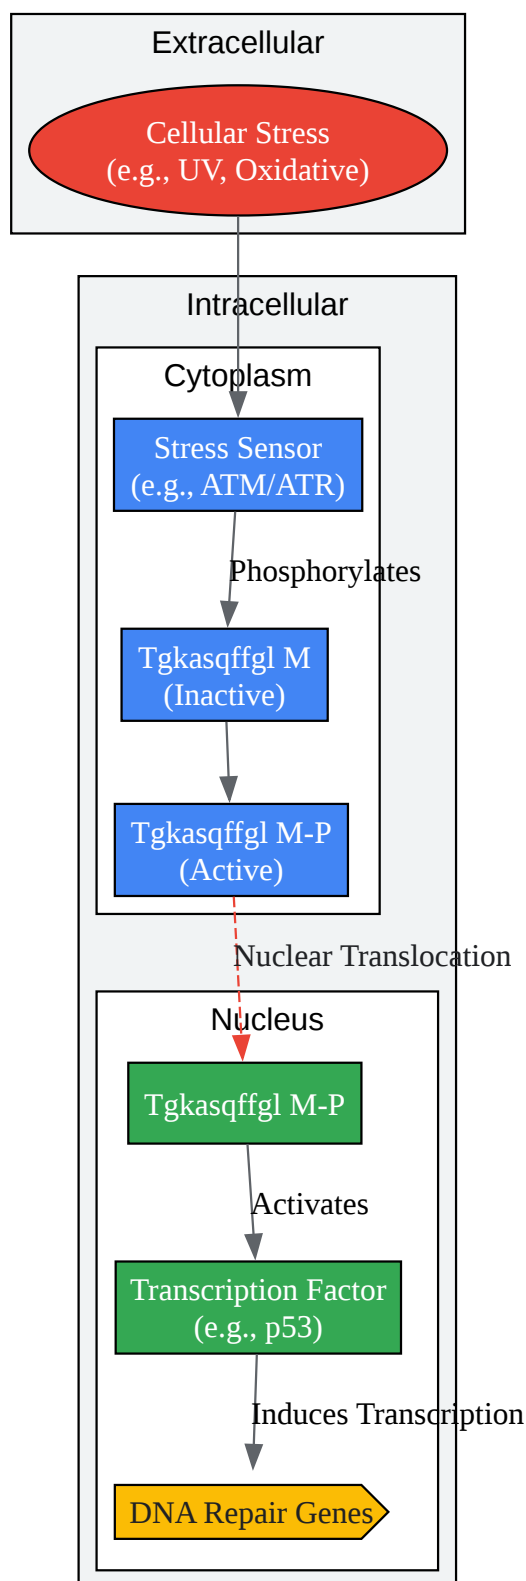 Extracellular
Cellular Stress
(e.g., UV, Oxidative)
Intracellular
Cytoplasm
Stress Sensor
(e.g., ATM/ATR)
Phosphorylates
Tgkasqffgl M
(Inactive)
Tgkasqffgl M-P
(Active)
Nuclear Translocation
Nucleus
Tgkasqffgl M-P
Activates
Transcription Factor
(e.g., p53)
Induces Transcription
DNA Repair Genes